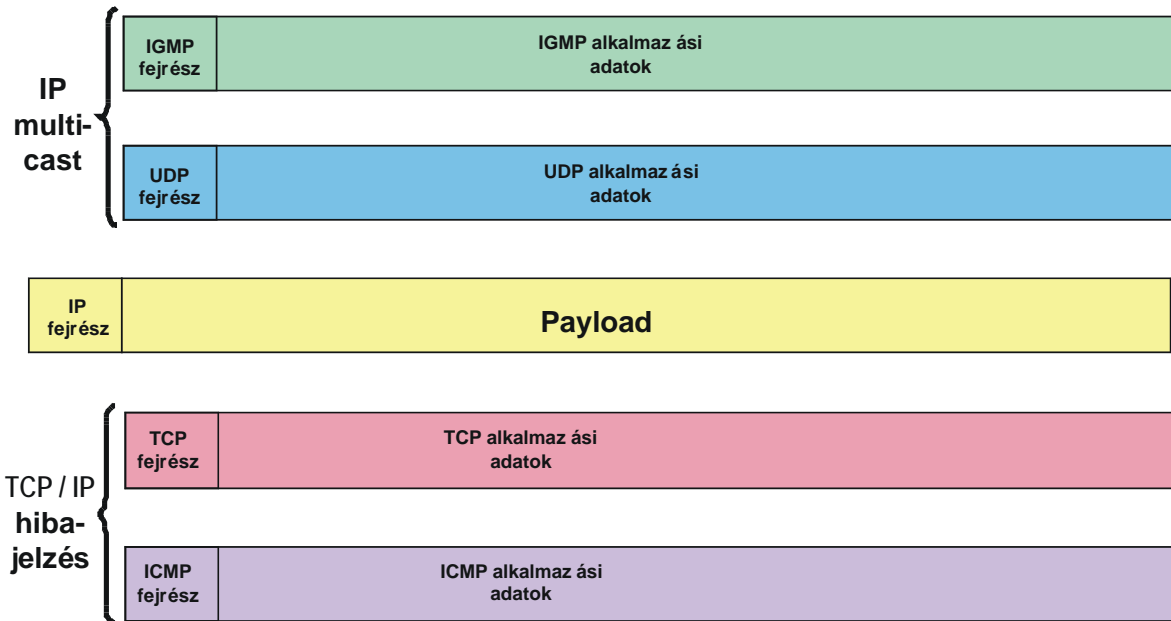 IP
multi-
cast
IGMP
fejrész
IGMP alkalmaz ási
adatok
UDP
fejrész
UDP alkalmaz ási
adatok
IP
fejrész
Payload
TCP / IP
hiba-
jelzés
TCP
fejrész
TCP alkalmaz ási
adatok
ICMP
fejrész
ICMP alkalmaz ási
adatok